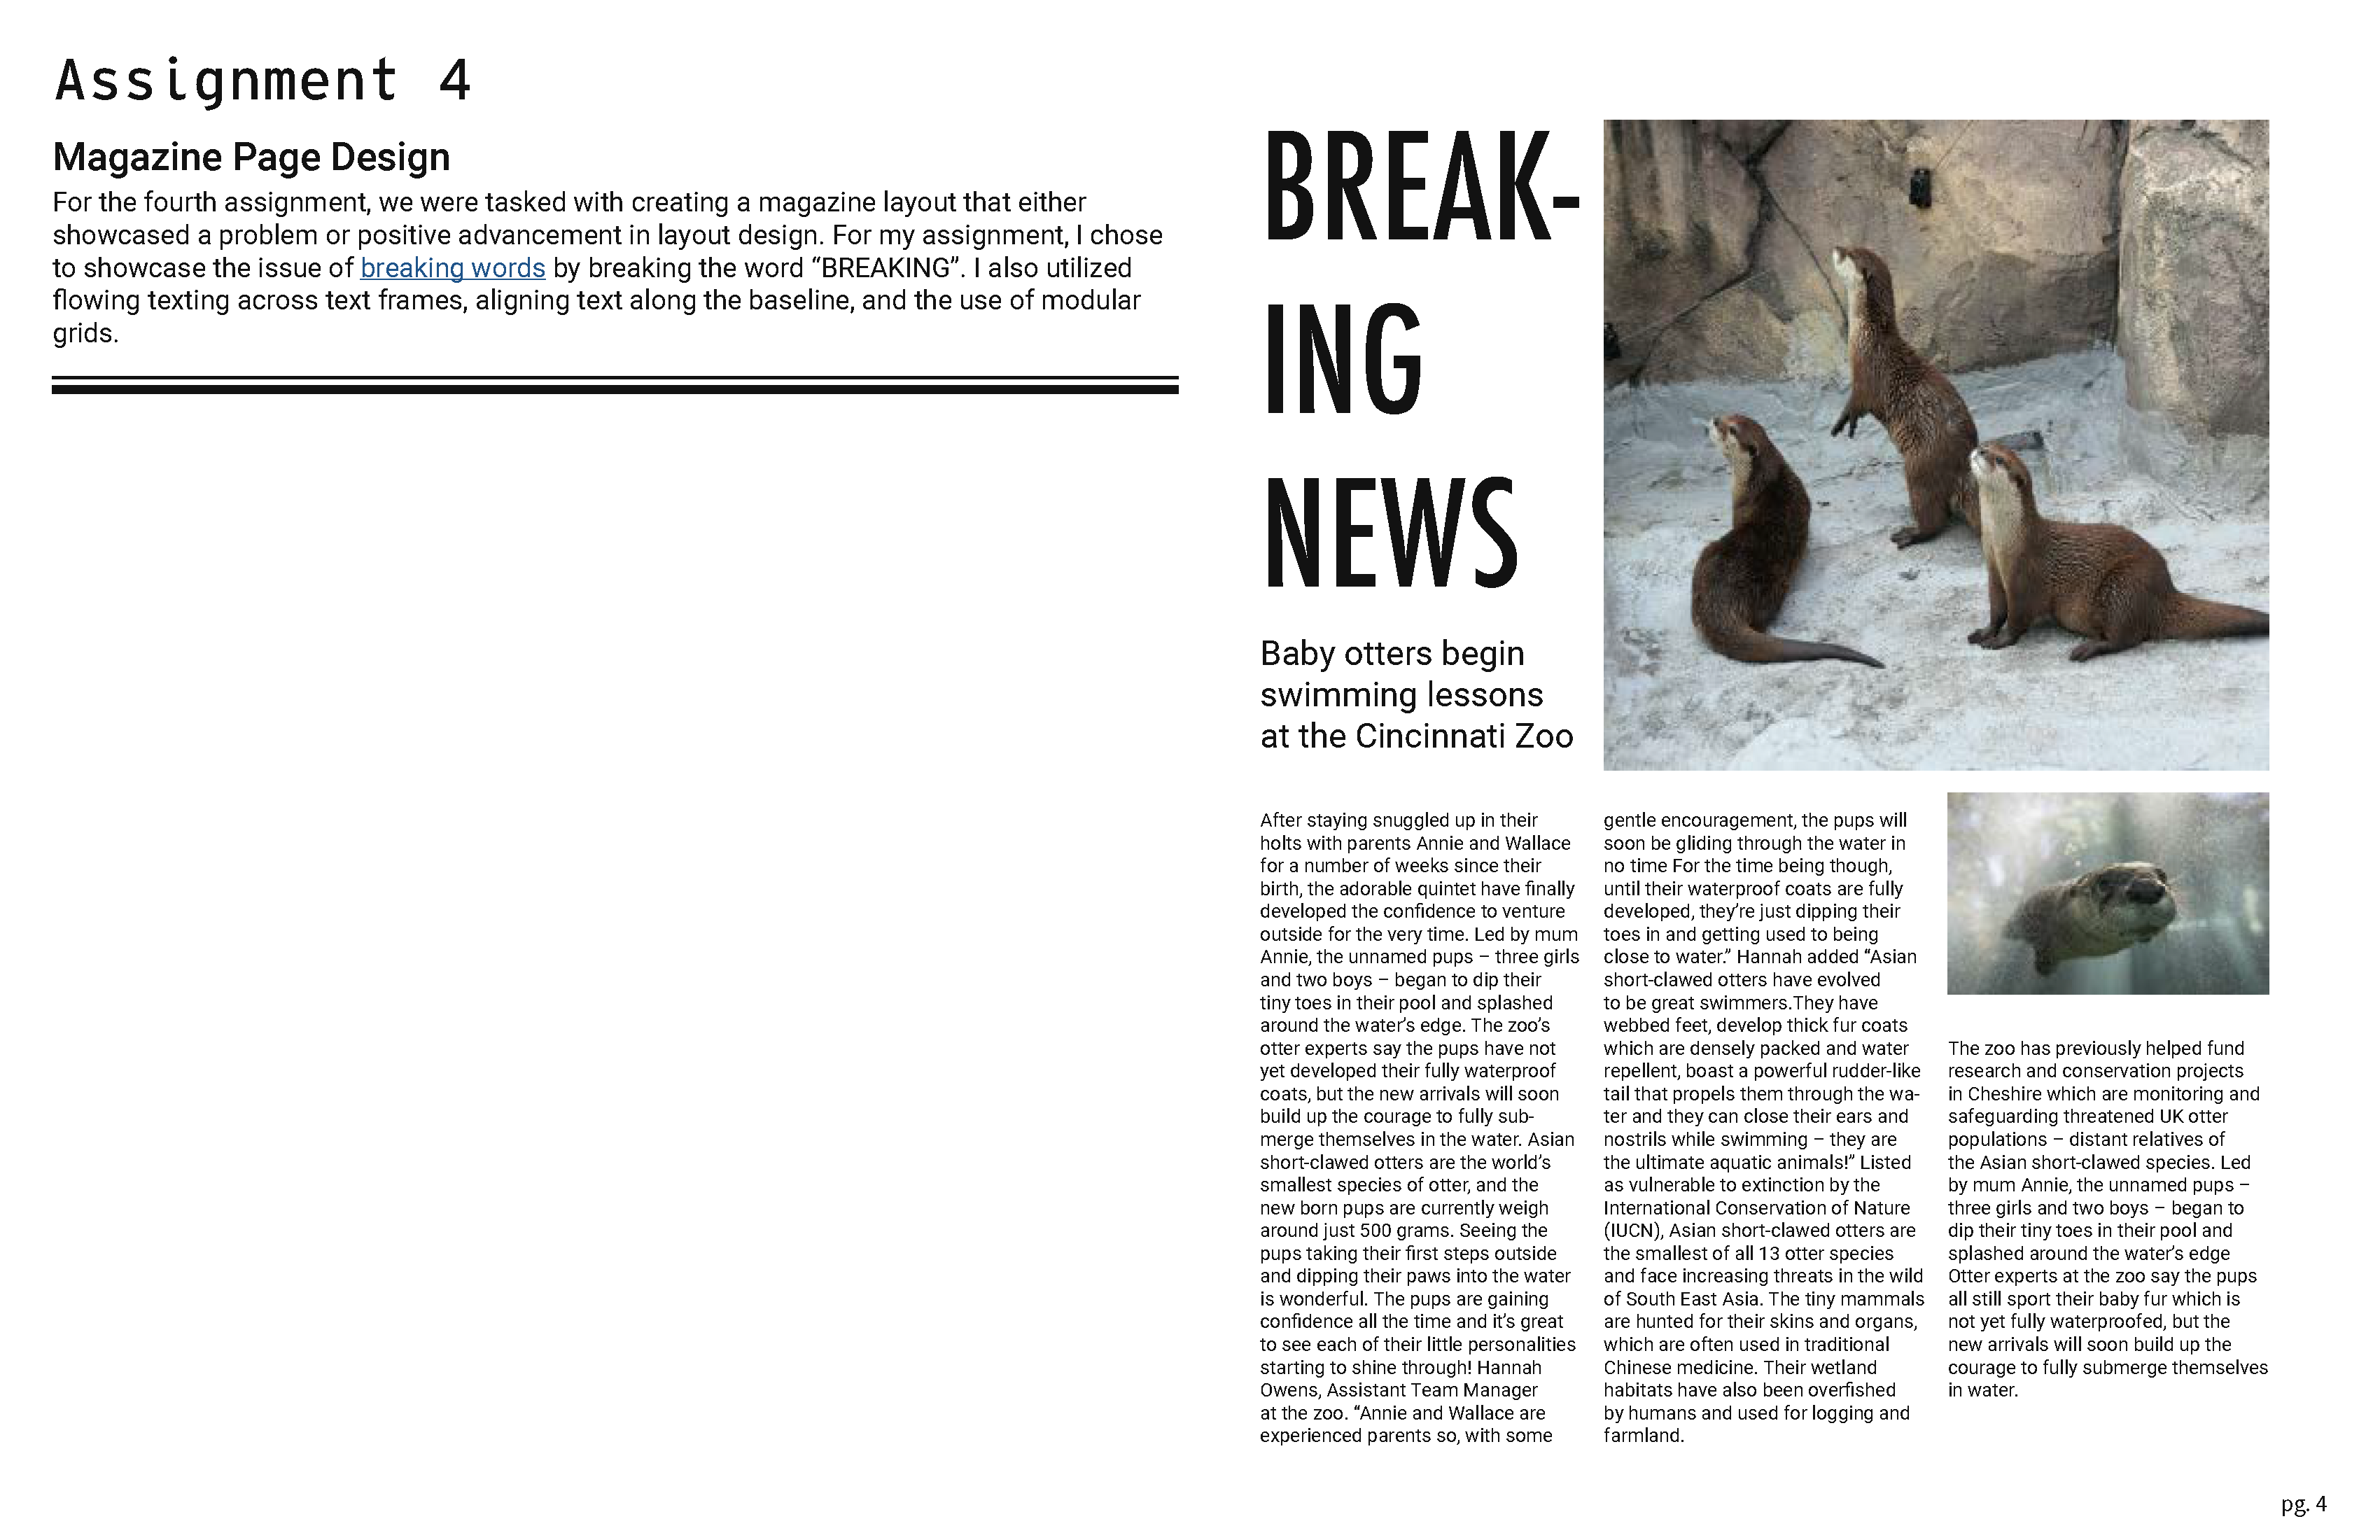 Assignment 4
Magazine Page Design
For the fourth assignment, we were tasked with creating a magazine layout that either
showcased a problem or positive advancement in layout design. For my assignment, I chose
to showcase the issue of breaking words by breaking the word “BREAKING”. I also utilized
flowing texting across text frames, aligning text along the baseline, and the use of modular
grids.
BREAK-
ING
NEWS
Baby otters begin
swimming lessons
at the Cincinnati Zoo
After staying snuggled up in their
holts with parents Annie and Wallace
for a number of weeks since their
birth, the adorable quintet have finally
developed the confidence to venture
outside for the very time. Led by mum
Annie, the unnamed pups – three girls
and two boys – began to dip their
tiny toes in their pool and splashed
around the water’s edge. The zoo’s
otter experts say the pups have not
yet developed their fully waterproof
coats, but the new arrivals will soon
build up the courage to fully sub-
merge themselves in the water. Asian
short-clawed otters are the world’s
smallest species of otter, and the
new born pups are currently weigh
around just 500 grams. Seeing the
pups taking their first steps outside
and dipping their paws into the water
is wonderful. The pups are gaining
confidence all the time and it’s great
to see each of their little personalities
starting to shine through! Hannah
Owens, Assistant Team Manager
at the zoo. “Annie and Wallace are
experienced parents so, with some
gentle encouragement, the pups will
soon be gliding through the water in
no time For the time being though,
until their waterproof coats are fully
developed, they’re just dipping their
toes in and getting used to being
close to water.” Hannah added “Asian
short-clawed otters have evolved
to be great swimmers.They have
webbed feet, develop thick fur coats
which are densely packed and water
repellent, boast a powerful rudder-like
tail that propels them through the wa-
ter and they can close their ears and
nostrils while swimming – they are
the ultimate aquatic animals!” Listed
as vulnerable to extinction by the
International Conservation of Nature
(IUCN), Asian short-clawed otters are
the smallest of all 13 otter species
and face increasing threats in the wild
of South East Asia. The tiny mammals
are hunted for their skins and organs,
which are often used in traditional
Chinese medicine. Their wetland
habitats have also been overfished
by humans and used for logging and
farmland.
The zoo has previously helped fund
research and conservation projects
in Cheshire which are monitoring and
safeguarding threatened UK otter
populations – distant relatives of
the Asian short-clawed species. Led
by mum Annie, the unnamed pups –
three girls and two boys – began to
dip their tiny toes in their pool and
splashed around the water’s edge
Otter experts at the zoo say the pups
all still sport their baby fur which is
not yet fully waterproofed, but the
new arrivals will soon build up the
courage to fully submerge themselves
in water.
pg. 4